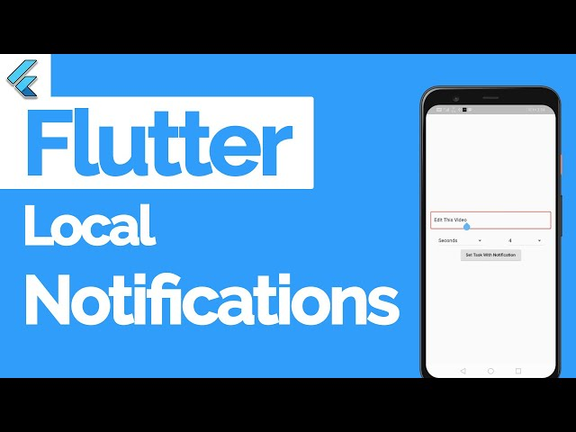 Flutter
Local
Notifications
Edit This Video
Seconds 4
Set Task With Notification